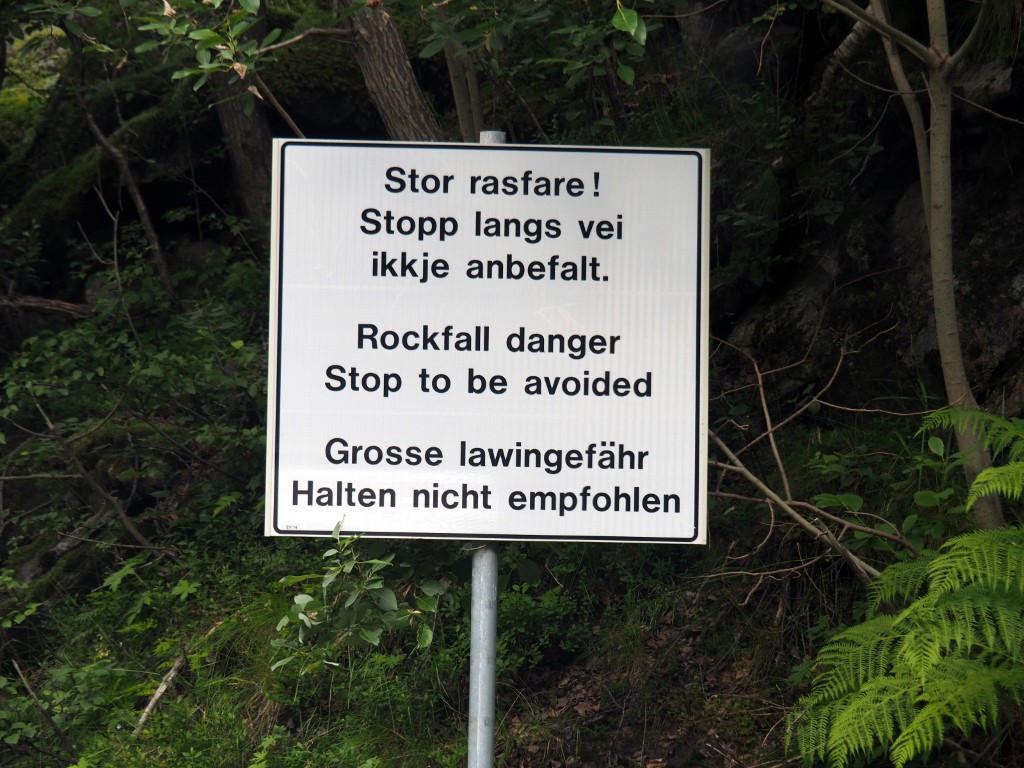 Stor rasfare!
Stopp langs vei
ikkje anbefalt.
Rockfall danger
Stop to be avoided
Grosse lawingefähr
Halten nicht empfohlen